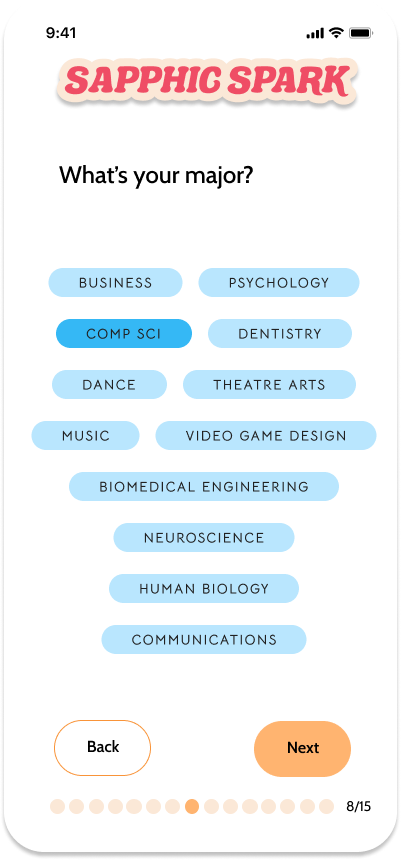 9:41
SAPPHIC SPARK
What's your major?
BUSINESS
PSYCHOLOGY
COMP SCI
DENTISTRY
DANCE
THEATRE ARTS
MUSIC
VIDEO GAME DESIGN
BIOMEDICAL ENGINEERING
NEUROSCIENCE
HUMAN BIOLOGY
COMMUNICATIONS
Back
Next
8/15